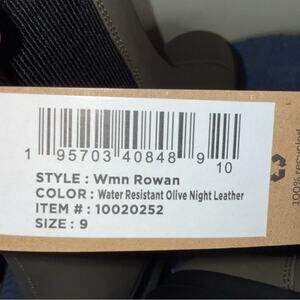 1 95703 40848 9 10
STYLE : Wmn Rowan
COLOR : Water Resistant Olive Night Leather
ITEM # : 10020252
SIZE : 9
100% recycled